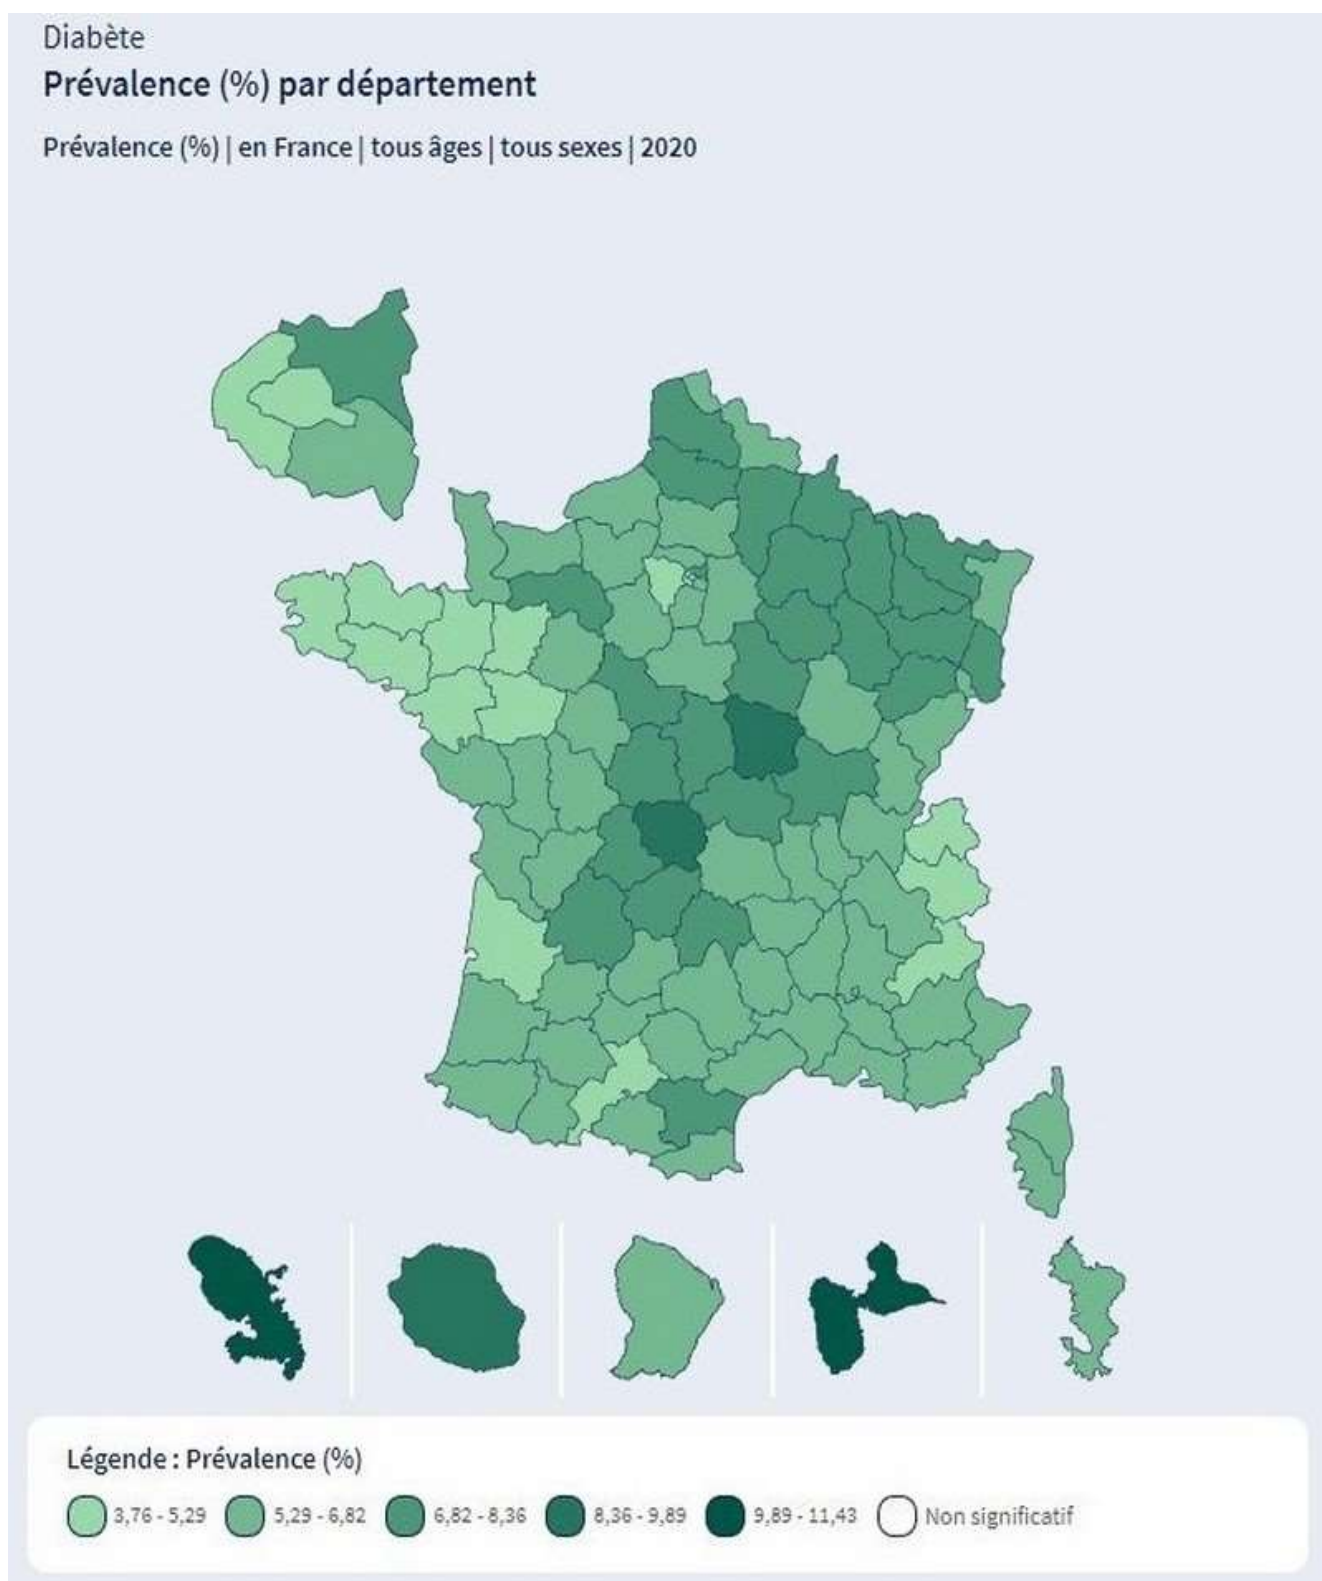 Diabète
Prévalence (%) par département
Prévalence (%) | en France | tous âges | tous sexes | 2020
Légende : Prévalence (%)
3,76 - 5,29 5,29 - 6,82 6,82 - 8,36 8,36 - 9,89 9,89 - 11,43 Non significatif